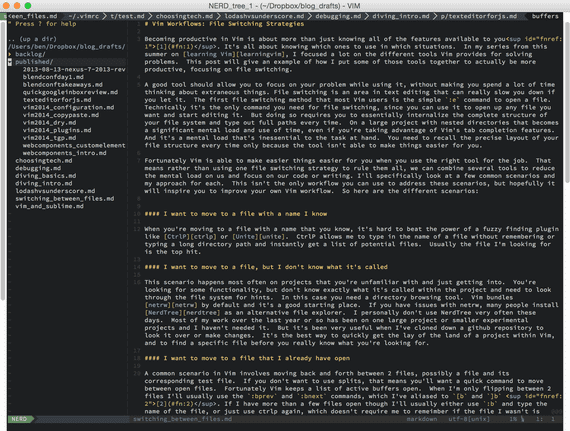 NERD_tree_1 - (~/Dropbox/blog_drafts) - VIM
een_files.md
~/.vimrc
t/test.md
choosingtech.md
lodashvsunderscore.md
debugging.md
diving_intro.md
p/texteditorforjs.md
buffers
Press ? for help
.. (up a dir)
/Users/ben/Dropbox/blog_drafts/
backlog/
published/
2013-08-13-nexus-7-2013-rev
blendconfday1.md
blendconftakeaways.md
quickgoogleinboxreview.md
texteditorforjs.md
vim2014_configuration.md
vim2014_copypaste.md
vim2014_dry.md
vim2014_plugins.md
vim2014_tgp.md
webcomponents_customelement
webcomponents_intro.md
choosingtech.md
debugging.md
diving_basics.md
diving_intro.md
lodashvsunderscore.md
switching_between_files.md
vim_and_sublime.md
# Vim Workflows: File Switching Strategies
Becoming productive in Vim is about more than just knowing all of the features available to you<sup id="fnref:
1">[1](#fn:1)</sup>. It's all about knowing which ones to use in which situations. In my series from this
summer on [learning Vim][learningvim], I focused a lot on the different tools Vim provides for solving
problems. This post will give an example of how I put some of those tools together to actually be more
productive, focusing on file switching.
A good tool should allow you to focus on your problem while using it, without making you spend a lot of time
thinking about extraneous things. File switching is an area in text editing that can really slow you down if
you let it. The first file switching method that most Vim users is the simple `:e` command to open a file.
Technically it's the only command you need for file switching, since you can use it to open up any file you
want and start editing it. But doing so requires you to essentially internalize the complete structure of your
file system and type out full paths every time. On a large project with nested directories that becomes
a significant mental load and use of time, even if you're taking advantage of Vim's tab completion features.
And it's a mental load that's inessential to the task at hand. You need to recall the precise layout of your
file structure every time only because the tool isn't able to make things easier for you.
Fortunately Vim is able to make easier things easier for you when you use the right tool for the job. That
means rather than using one file switching strategy to rule them all, we can combine several tools to reduce
the mental load on us and focus on our code or writing. I'll specifically look at a few common scenarios and
my approach for each. This isn't the only workflow you can use to address these scenarios, but hopefully it
will inspire you to improve your own Vim workflow. So here are the different scenarios:
#### I want to move to a file with a name I know
When you're moving to a file with a name that you know, it's hard to beat the power of a fuzzy finding plugin
like [CtrlP][ctrlp] or [Unite][unite]. CtrlP allows me to type in the name of a file without remembering or
typing a long directory path and instantly get a list of potential files. Usually the file I'm looking for
is the top hit.
#### I want to move to a file, but I don't know what it's called
This scenario happens most often on projects that you're unfamiliar with and just getting into. You're
looking for some functionality, but don't know exactly what it's called within the project and need to look
through the file system for hints. In this case you need a directory browsing tool. Vim bundles
[netrw][netrw] by default and it's a good starting place. If you have issues with netrw, many people install
[NerdTree][nerdtree] as an alternative file explorer. I personally don't use NerdTree very often these
days. Most of my work over the last year or so has been on one large project or smaller experimental
projects and I haven't needed it. But it's been very useful when I've cloned down a github repository to
look it over or make changes. It's the best way to quickly get the lay of the land of a project within Vim,
and to find a specific file before you really know what you're looking for.
#### I want to move to a file that I already have open
A common scenario in Vim involves moving back and forth between 2 files, possibly a file and its
corresponding test file. If you don't want to use splits, that means you'll want a quick command to move
between open files. Fortunately Vim keeps a list of active buffers open. When I'm only flipping between 2
files I'll usually use the `:bprev` and `:bnext` commands, which I've aliased to `[b` and `]b` <sup id="fnref:
2">[2](#fn:2)</sup>. If I have more than a few files open though I'll usually either use `:b` and type the
name of the file, or just use ctrlp again, which doesn't require me to remember if the file I wasn't is
NERD
switching_between_files.md
markdown
utf-8[unix]
1%
1: 1